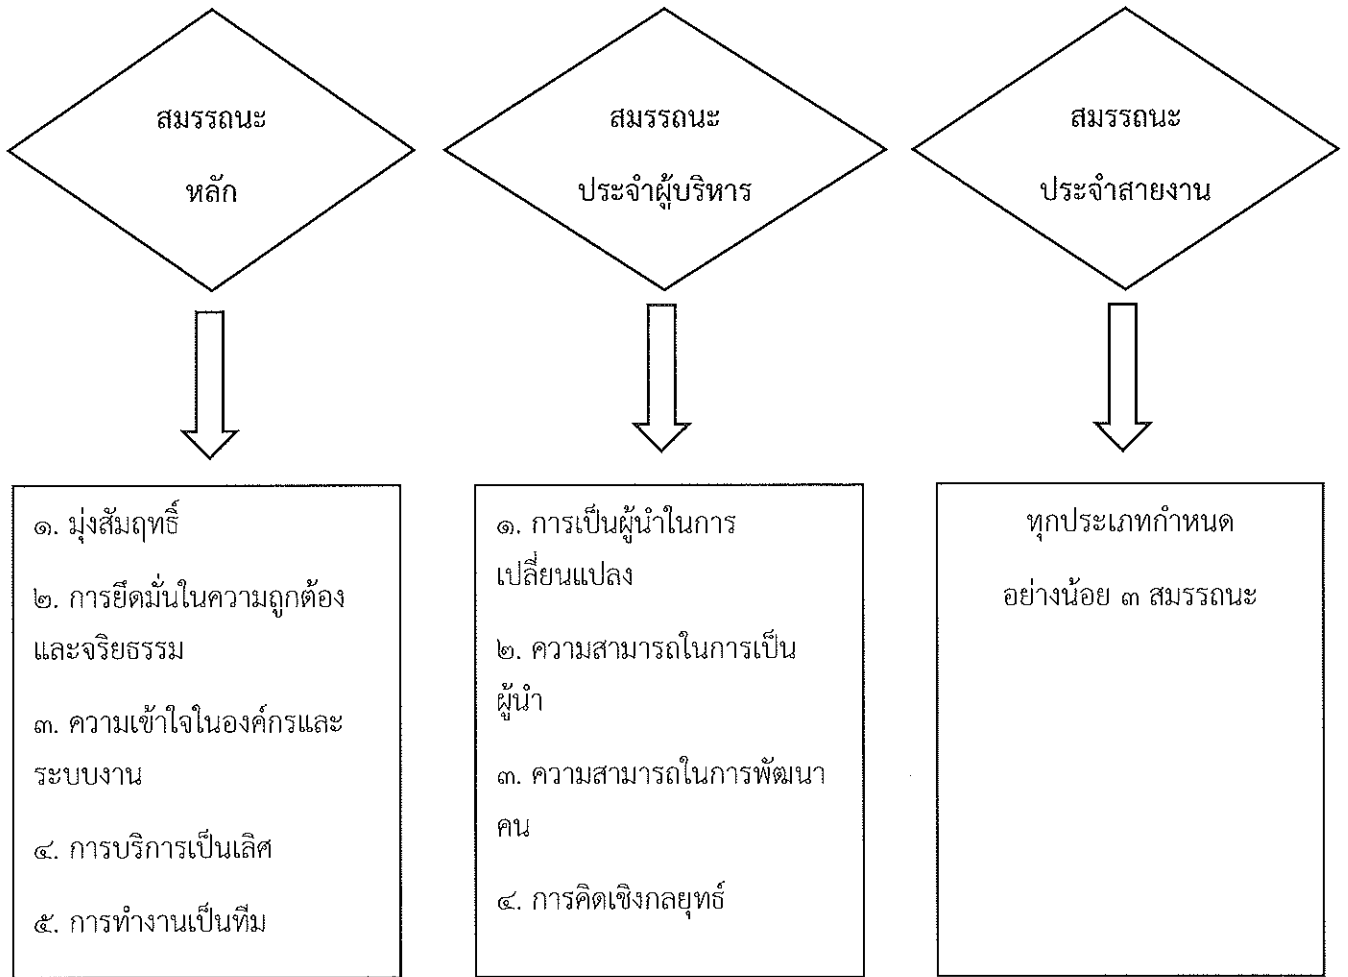 สมรรถนะ
หลัก
สมรรถนะ
ประจำผู้บริหาร
สมรรถนะ
ประจำสายงาน
๑. มุ่งสัมฤทธิ์
๒. การยึดมั่นในความถูกต้อง
และจริยธรรม
๓. ความเข้าใจในองค์กรและ
ระบบงาน
๔. การบริการเป็นเลิศ
๕. การทำงานเป็นทีม
๑. การเป็นผู้นำในการ
เปลี่ยนแปลง
๒. ความสามารถในการเป็น
ผู้นำ
๓. ความสามารถในการพัฒนา
คน
๔. การคิดเชิงกลยุทธ์
ทุกประเภทกำหนด
อย่างน้อย ๓ สมรรถนะ